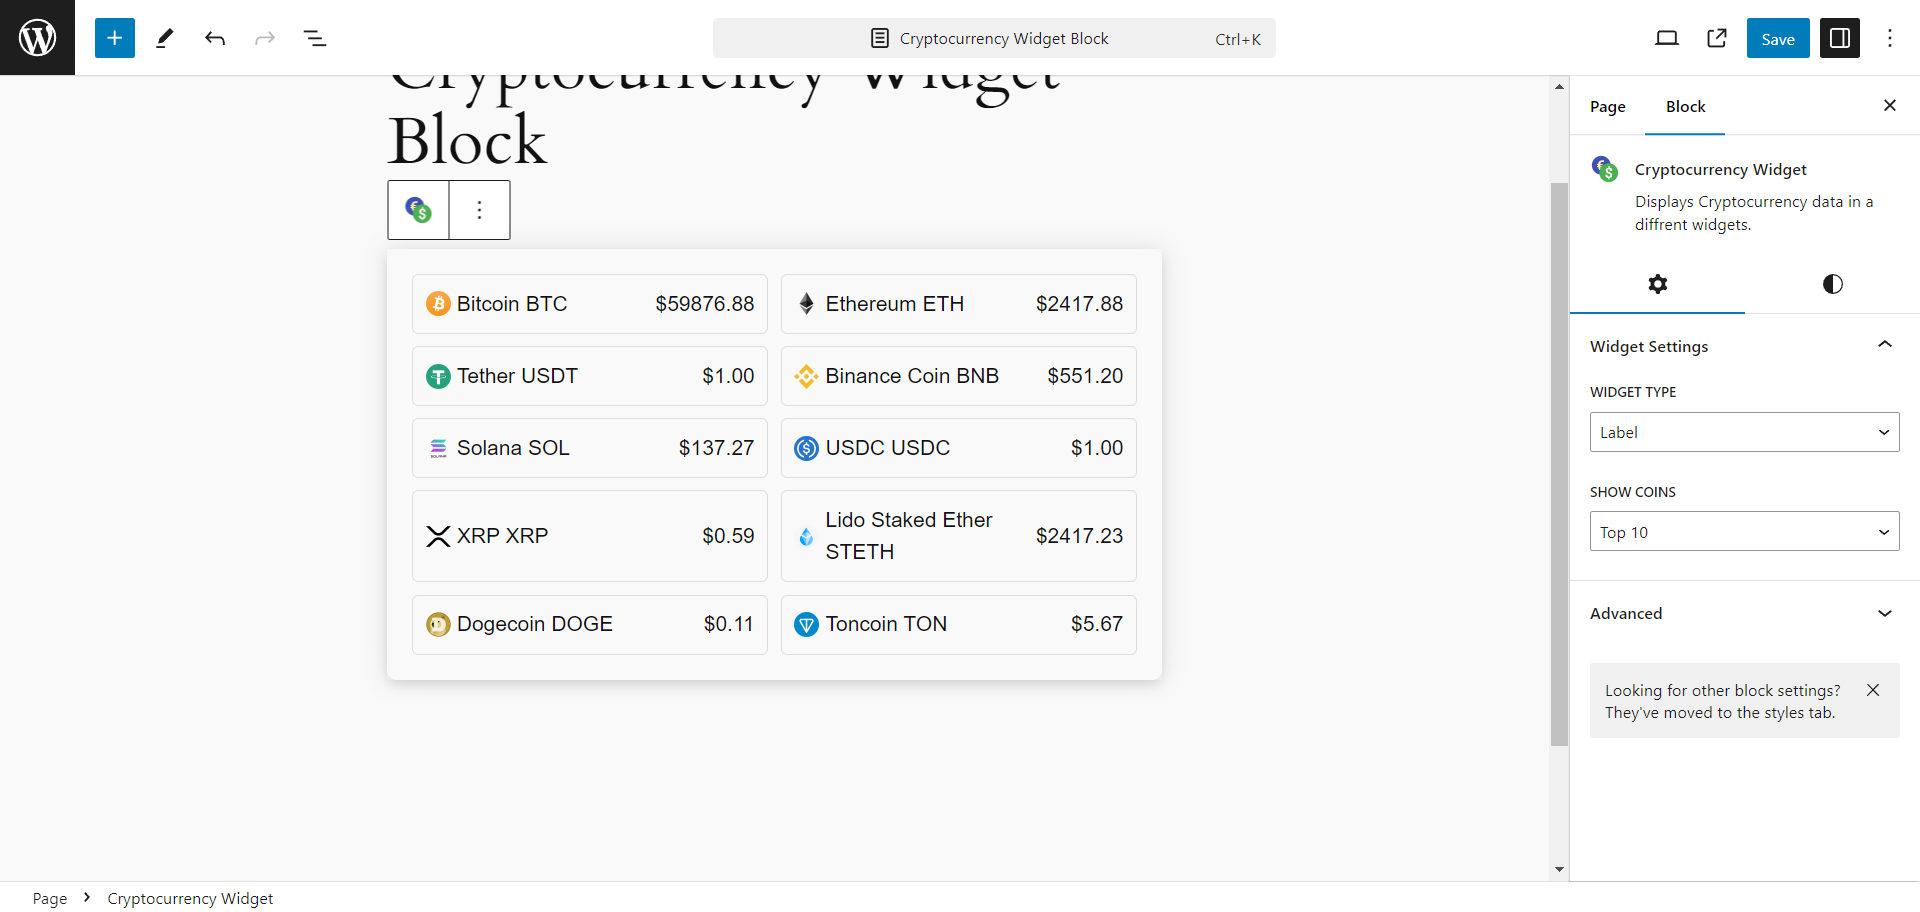 Cryptocurrency Widget Block
Ctrl+K
Save
Cryptocurrency Widget
Block
Bitcoin BTC
$59876.88
Ethereum ETH
$2417.88
Tether USDT
$1.00
Binance Coin BNB
$551.20
Solana SOL
$137.27
USDC USDC
$1.00
XRP XRP
$0.59
Lido Staked Ether
STETH
$2417.23
Dogecoin DOGE
$0.11
Toncoin TON
$5.67
Page
Block
Cryptocurrency Widget
Displays Cryptocurrency data in a
diffrent widgets.
Widget Settings
WIDGET TYPE
Label
SHOW COINS
Top 10
Advanced
Looking for other block settings?
They've moved to the styles tab.
Page
Cryptocurrency Widget